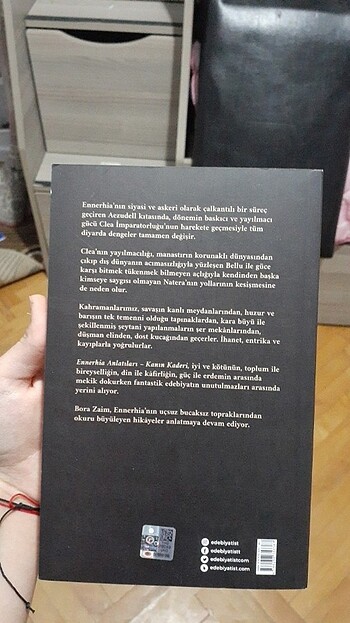 Ennerhia'nın siyasi ve askeri olarak çalkantılı bir süreç
geçiren Aezudell kıtasında, dönemin baskıcı ve yayılmacı
gücü Clea İmparatorluğu'nun harekete geçmesiyle tüm
diyarda dengeler tamamen değişir.
Clea'nın yayılmacılığı, manastırın korunaklı dünyasından
çıkıp dış dünyanın acımasızlığıyla yüzleşen Bellu ile güce
karşı bitmek tükenmek bilmeyen açlığıyla kendinden başka
kimseye saygısı olmayan Natera'nın yollarının kesişmesine
de neden olur.
Kahramanlarımız, savaşın kanlı meydanlarından, huzur ve
barışın tek temenni olduğu tapınaklardan, kara büyü ile
şekillenmiş şeytani yapılanmaların şer mekânlarından,
düşman elinden, dost kucağından geçerler. İhanet, entrika ve
kayıplarla yoğrulurlar.
Ennerhia Anlatıları – Kanın Kaderi, iyi ve kötünün, toplum ile
bireyselliğin, din ile kâfirliğin, güç ile erdemin arasında
mekik dokurken fantastik edebiyatın unutulmazları arasında
yerini alıyor.
Bora Zaim, Ennerhia'nın uçsuz bucaksız topraklarından
okuru büyüleyen hikâyeler anlatmaya devam ediyor.
edebiyatist
edebiyatistt
edebiyatistcom
edebiyatist.com